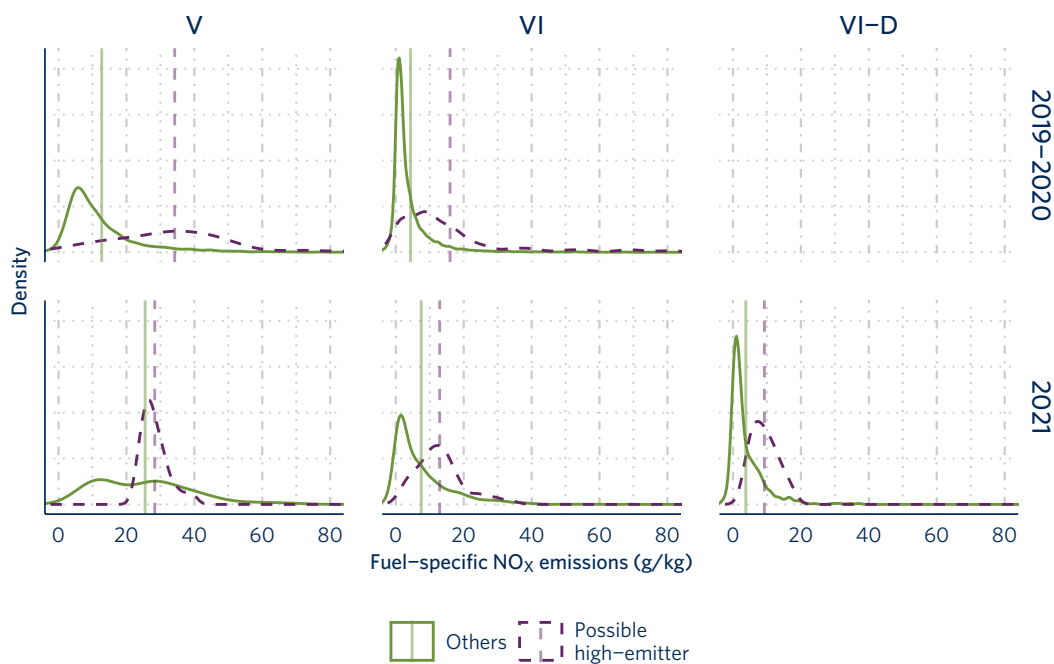 V VI VI–D
2019–2020
2021
Density
0 20 40 60 80 0 20 40 60 80 0 20 40 60 80
Fuel–specific NOX emissions (g/kg)
Others Possible
high–emitter